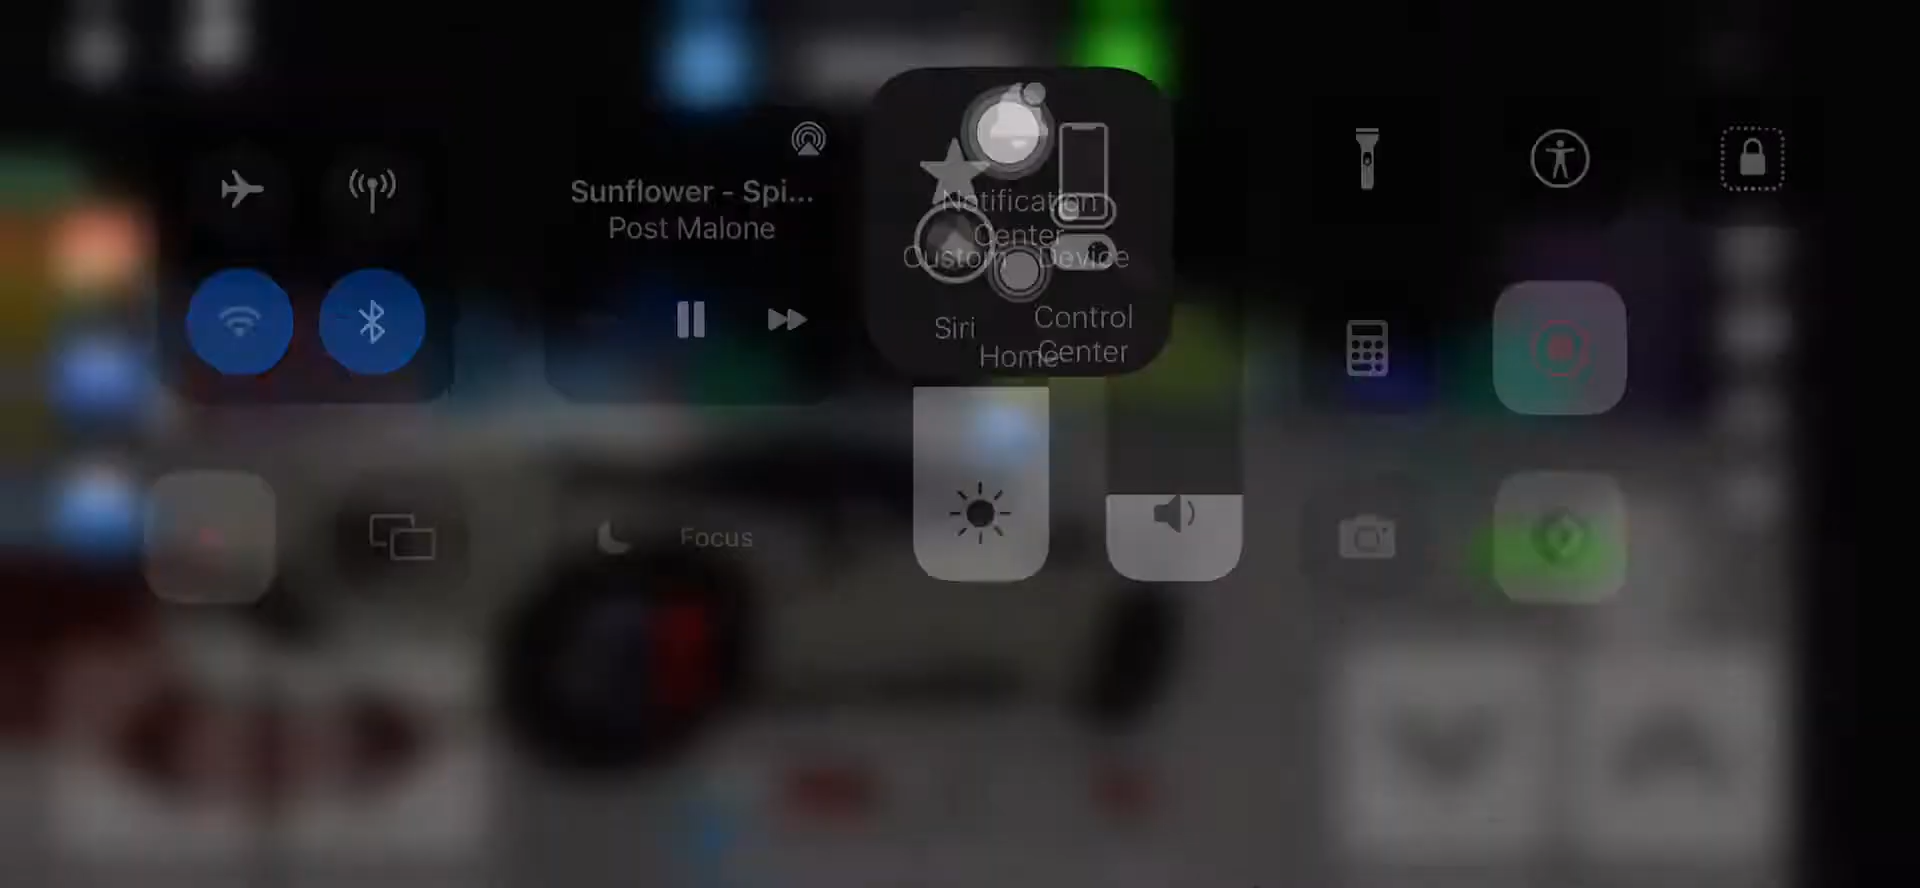 Sunflower - Spi...
Post Malone
Notification
Center
Custom
Device
Siri
Control
Center
Home
Focus